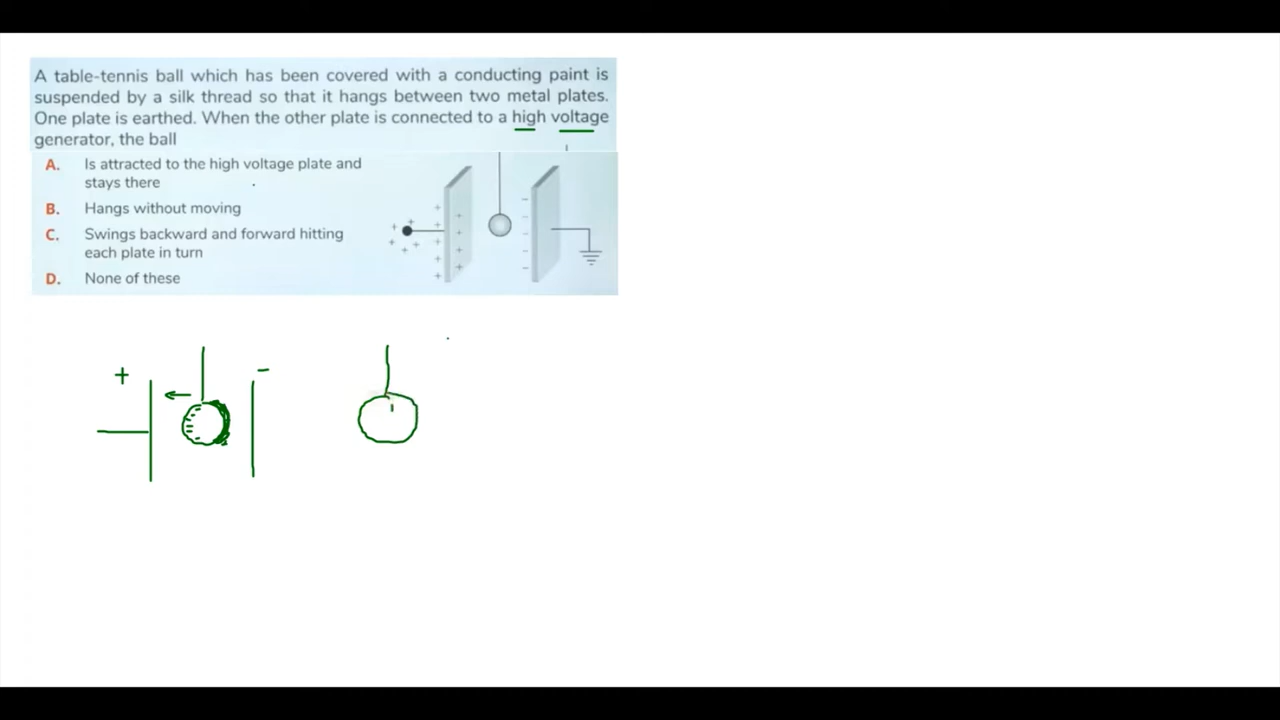 A table-tennis ball which has been covered with a conducting paint is
suspended by a silk thread so that it hangs between two metal plates.
One plate is earthed. When the other plate is connected to a high voltage
generator, the ball
A. Is attracted to the high voltage plate and
stays there
B. Hangs without moving
C. Swings backward and forward hitting
each plate in turn
D. None of these
+ -